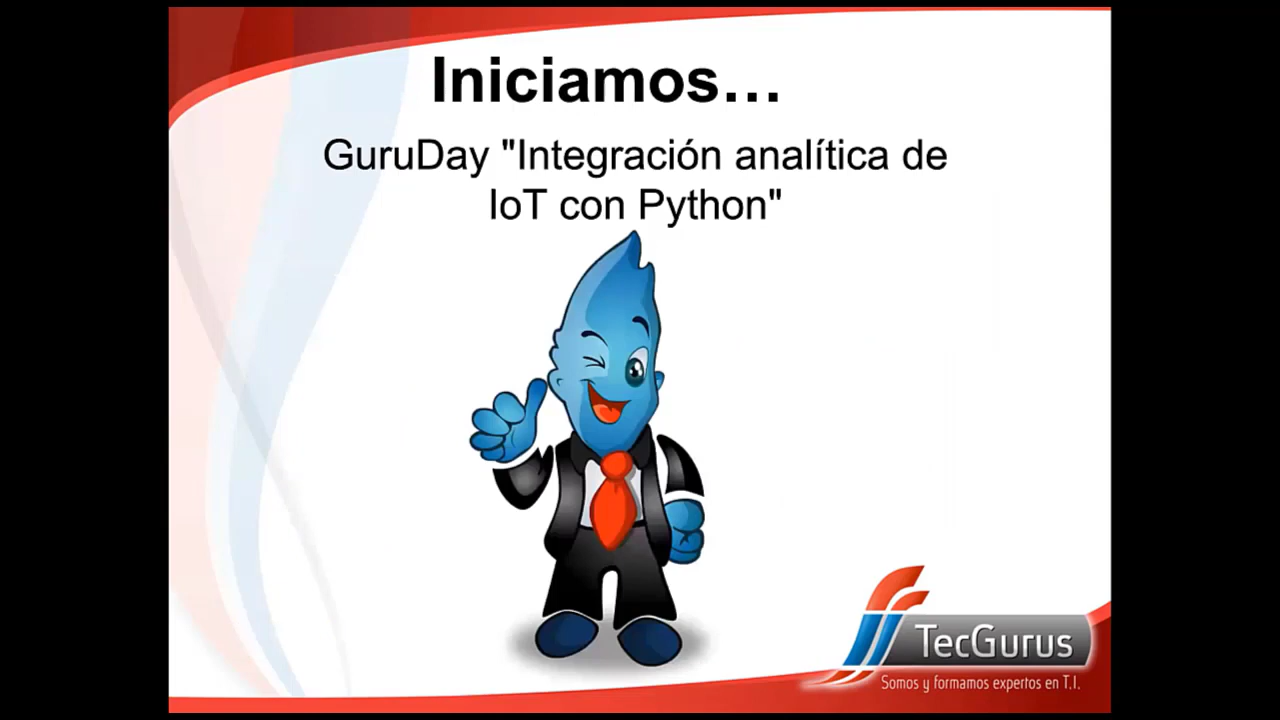 Iniciamos...
GuruDay "Integración analítica de
IoT con Python"
TecGurus
Somos y formamos expertos en T.I.